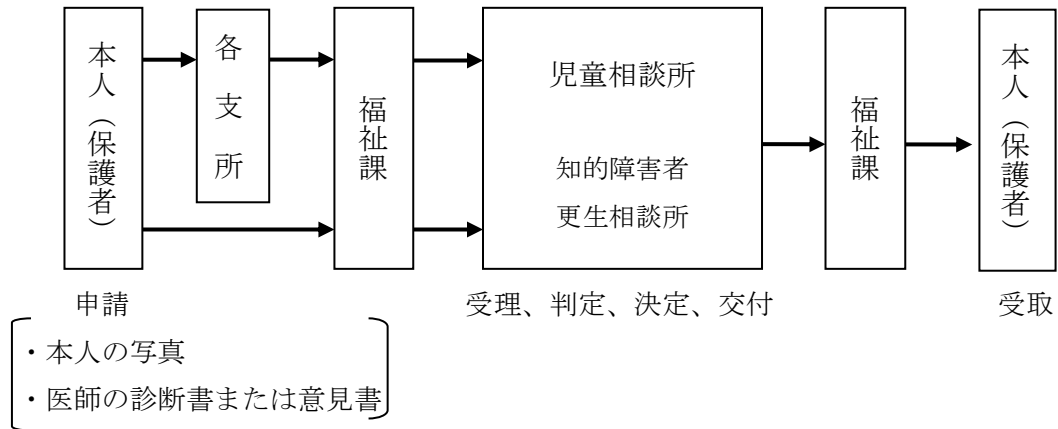 本人（保護者）
各支所
福祉課
児童相談所
知的障害者
更生相談所
福祉課
本人（保護者）
申請
受理、判定、決定、交付
受取
・本人の写真
・医師の診断書または意見書